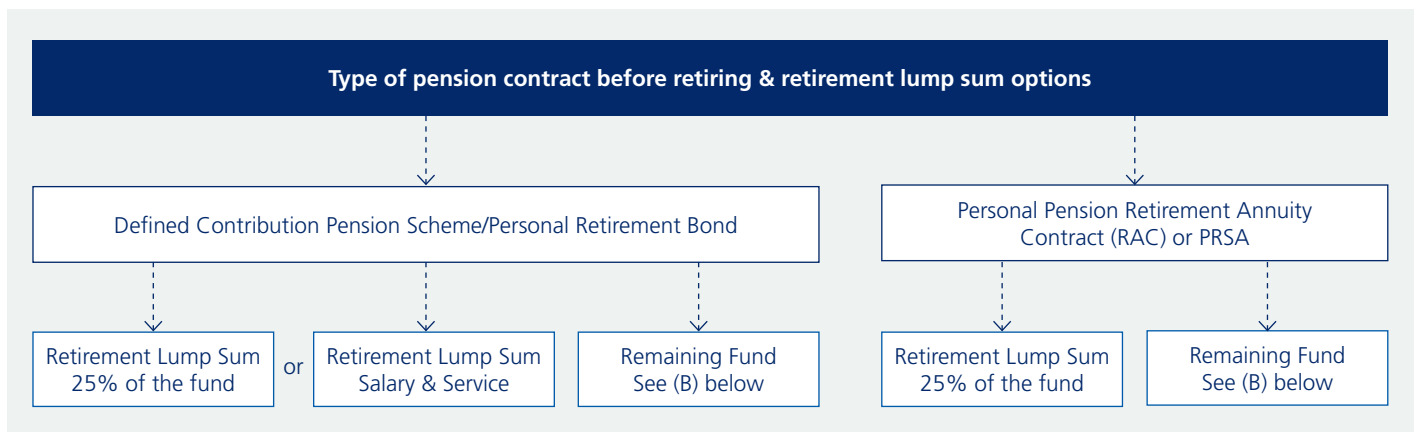 Type of pension contract before retiring & retirement lump sum options
Defined Contribution Pension Scheme/Personal Retirement Bond
Personal Pension Retirement Annuity
Contract (RAC) or PRSA
Retirement Lump Sum
25% of the fund
or
Retirement Lump Sum
Salary & Service
Remaining Fund
See (B) below
Retirement Lump Sum
25% of the fund
Remaining Fund
See (B) below